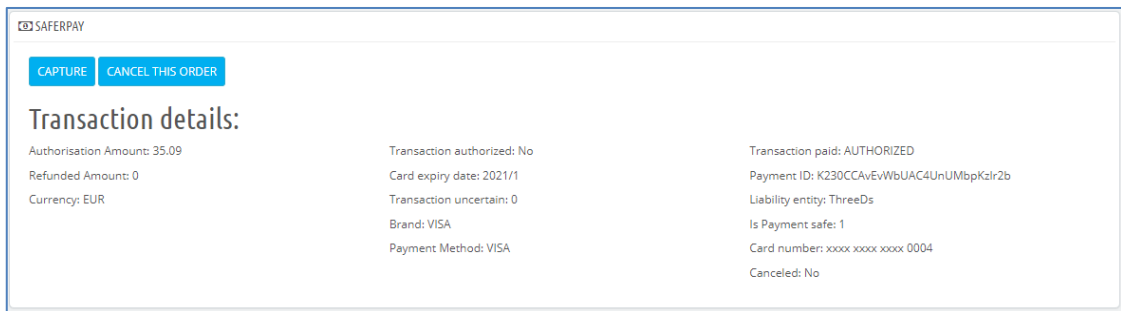 SAFERPAY
CAPTURE
CANCEL THIS ORDER
Transaction details:
Authorisation Amount: 35.09
Refunded Amount: 0
Currency: EUR
Transaction authorized: No
Card expiry date: 2021/1
Transaction uncertain: 0
Brand: VISA
Payment Method: VISA
Transaction paid: AUTHORIZED
Payment ID: K230CCAvEvWbUAC4UnUMbpKzIr2b
Liability entity: ThreeDs
Is Payment safe: 1
Card number: xxxx xxxx xxxx 0004
Canceled: No